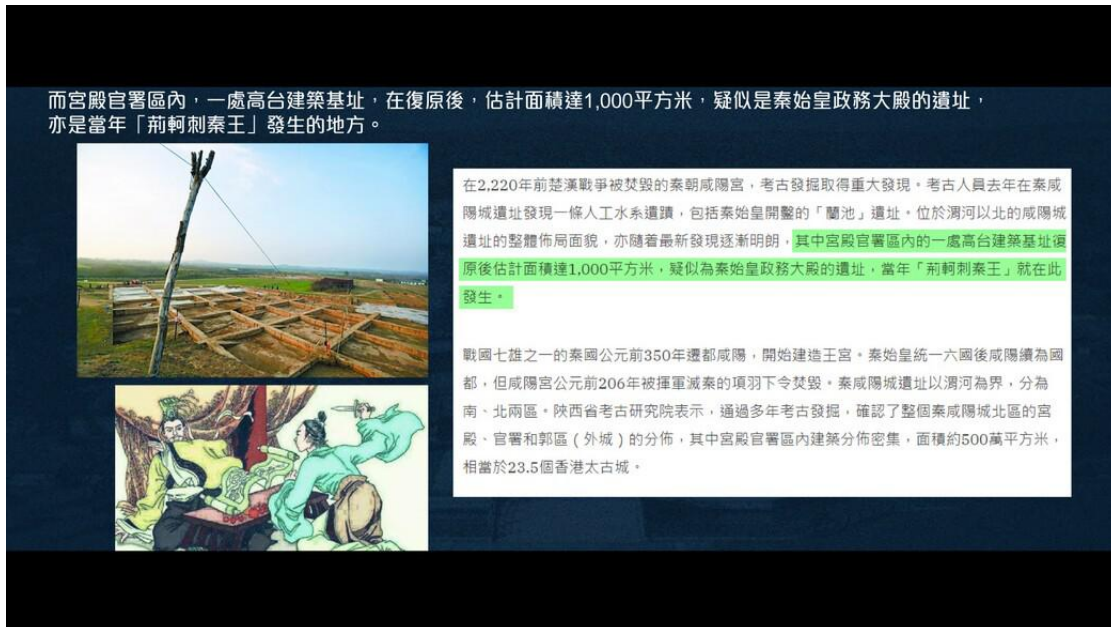 而宮殿官署區內，一處高台建築基址，在復原後，估計面積達1,000平方米，疑似是秦始皇政務大殿的遺址，
亦是當年「荊軻刺秦王」發生的地方。
在2,220年前楚漢戰爭被焚毀的秦朝咸陽宮，考古發掘取得重大發現。考古人員去年在秦咸
陽城遺址發現一條人工水系遺蹟，包括秦始皇開鑿的「蘭池」遺址。位於渭河以北的咸陽城
遺址的整體佈局面貌，亦隨着最新發現逐漸明朗，其中宮殿官署區內的一處高台建築基址復
原後估計面積達1,000平方米，疑似為秦始皇政務大殿的遺址，當年「荊軻刺秦王」就在此
發生。
戰國七雄之一的秦國公元前350年遷都咸陽，開始建造王宮。秦始皇統一六國後咸陽續為國
都，但咸陽宮公元前206年被揮軍滅秦的項羽下令焚毀。秦咸陽城遺址以渭河為界，分為
南、北兩區。陝西省考古研究院表示，通過多年考古發掘，確認了整個秦咸陽城北區的宮
殿、官署和郭區（外城）的分佈，其中宮殿官署區內建築分佈密集，面積約500萬平方米，
相當於23.5個香港太古城。